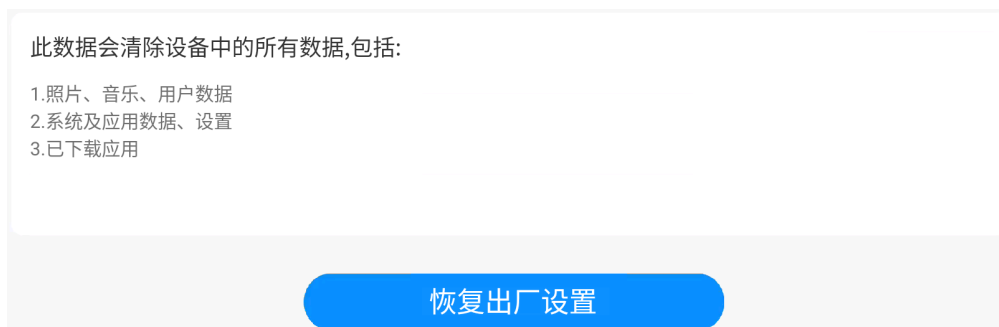 此数据会清除设备中的所有数据,包括:
1.照片、音乐、用户数据
2.系统及应用数据、设置
3.已下载应用
恢复出厂设置